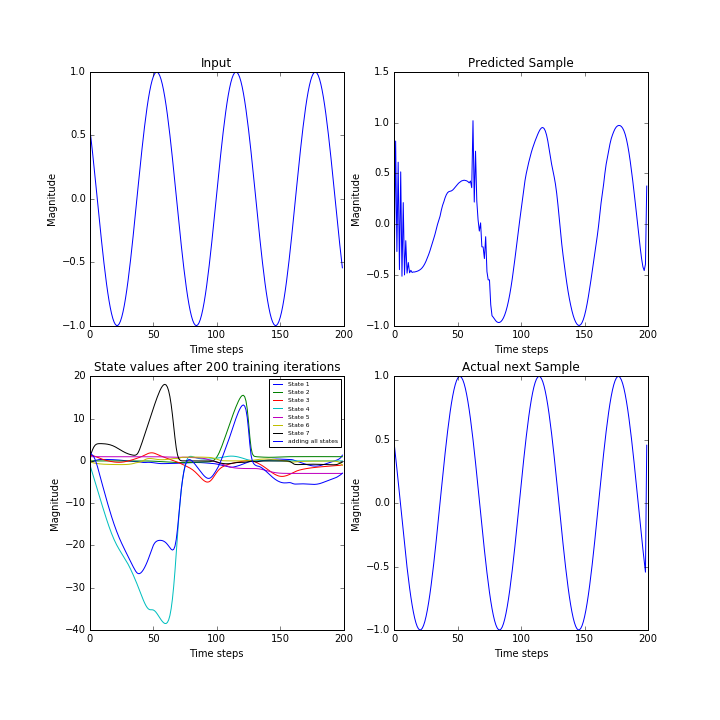 Input
1.0
0.5
0.0
−0.5
−1.0
Magnitude
0 50 100 150 200
Time steps
Predicted Sample
1.5
1.0
0.5
0.0
−0.5
−1.0
Magnitude
0 50 100 150 200
Time steps
State values after 200 training iterations
20
10
0
−10
−20
−30
−40
Magnitude
0 50 100 150 200
Time steps
State 1
State 2
State 3
State 4
State 5
State 6
State 7
adding all states
Actual next Sample
1.0
0.5
0.0
−0.5
−1.0
Magnitude
0 50 100 150 200
Time steps